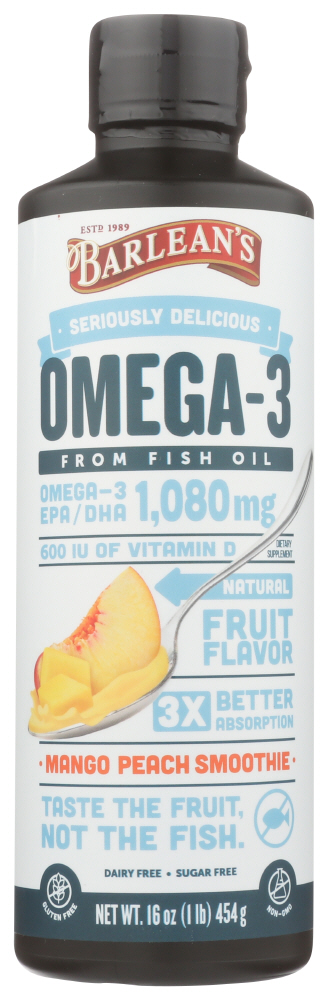 ESTD 1989
BARLEAN'S
SERIOUSLY DELICIOUS
OMEGA-3
FROM FISH OIL
OMEGA-3
EPA/DHA 1,080mg
600 IU OF VITAMIN D
DIETARY
SUPPLEMENT
NATURAL
FRUIT
FLAVOR
3X BETTER
ABSORPTION
• MANGO PEACH SMOOTHIE •
TASTE THE FRUIT,
NOT THE FISH.
DAIRY FREE • SUGAR FREE
GLUTEN FREE
NET WT. 16 oz (1 lb) 454 g
NON-GMO